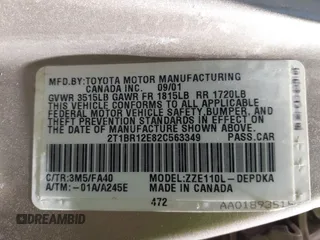 MFD.BY:TOYOTA MOTOR MANUFACTURING
CANADA INC. 09/01
GVWR 3515LB GAWR FR 1815LB RR 1720LB
THIS VEHICLE CONFORMS TO ALL APPLICABLE
FEDERAL MOTOR VEHICLE SAFETY,BUMPER,AND
THEFT PREVENTION STANDARDS IN EFFECT ON
THE DATE OF MANUFACTURE SHOWN ABOVE.
2T1BR12E82C563349 PASS.CAR
C/TR:3M5/FA40 MODEL:ZZE110L-DEPDKA
A/TM:-01A/A245E MADE IN CANADA
472
DREAMBID